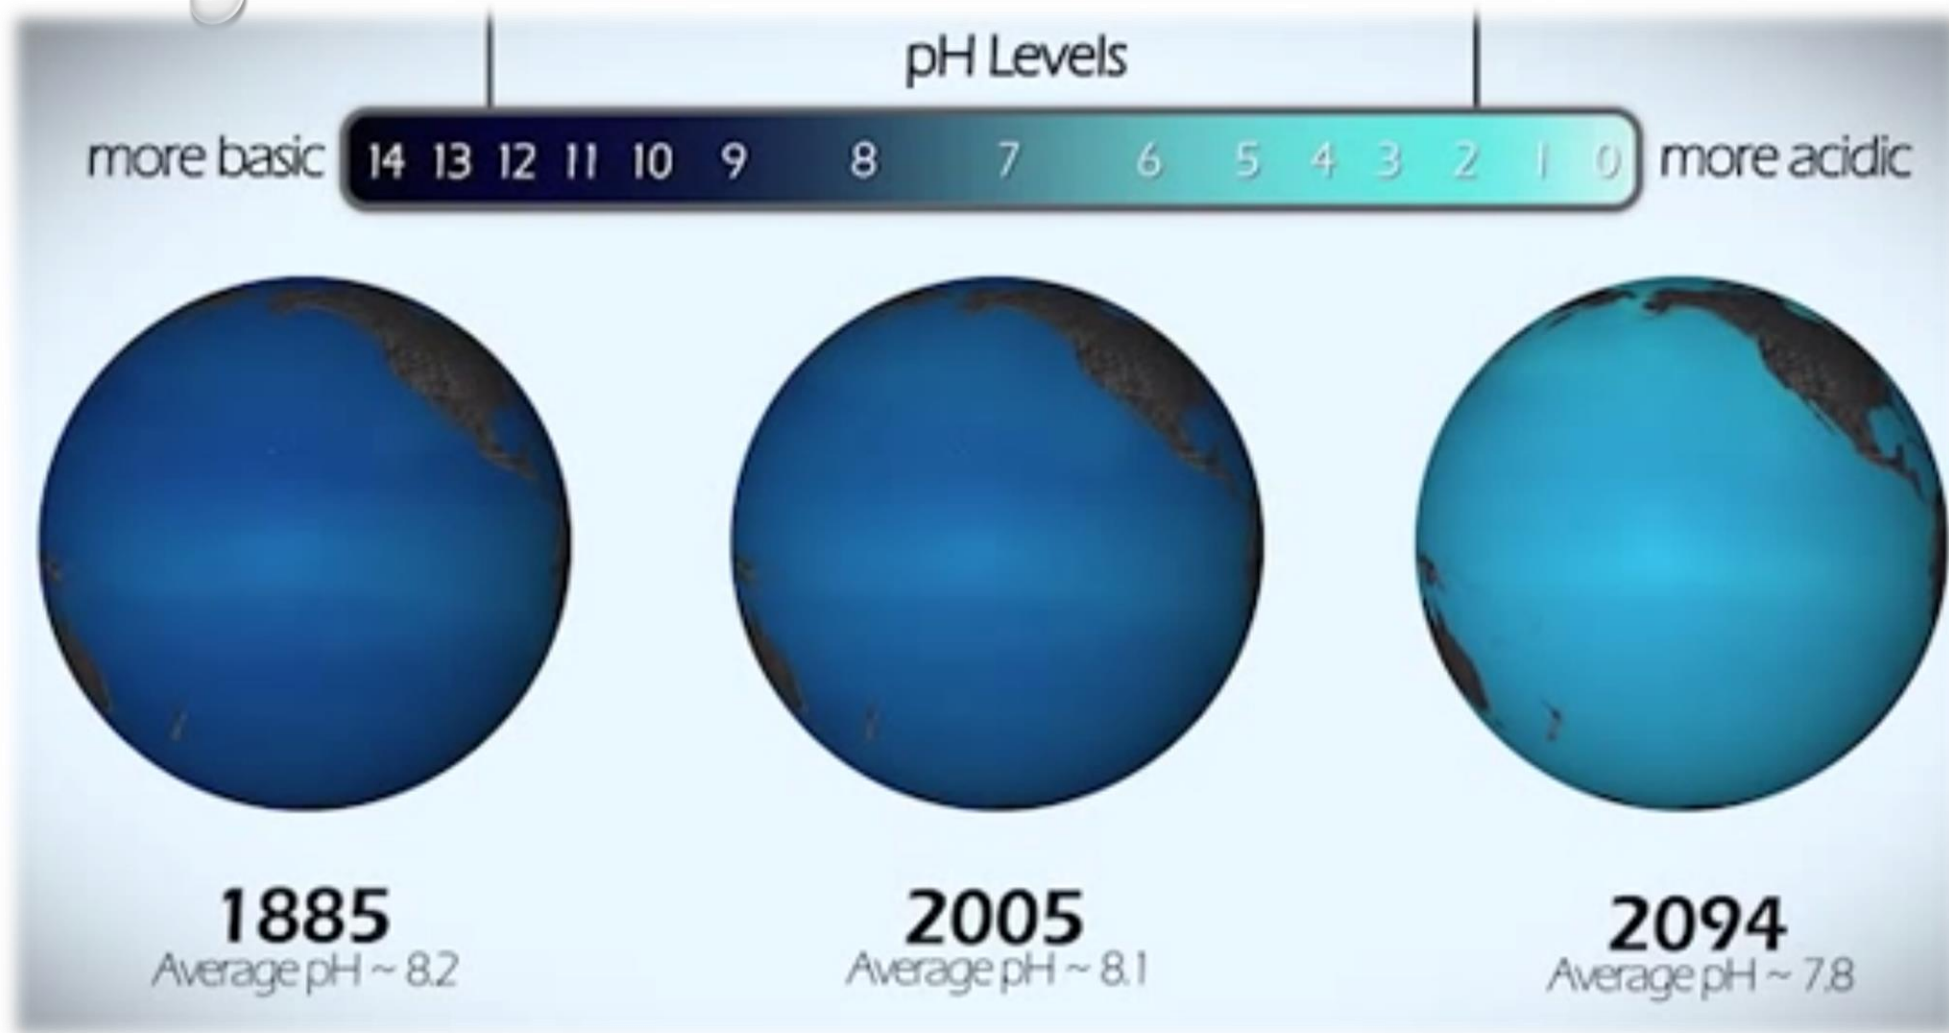 pH Levels
more basic 14 13 12 11 10 9 8 7 6 5 4 3 2 1 0 more acidic
1885 2005 2094
Average pH ~ 8.2 Average pH ~ 8.1 Average pH ~ 7.8